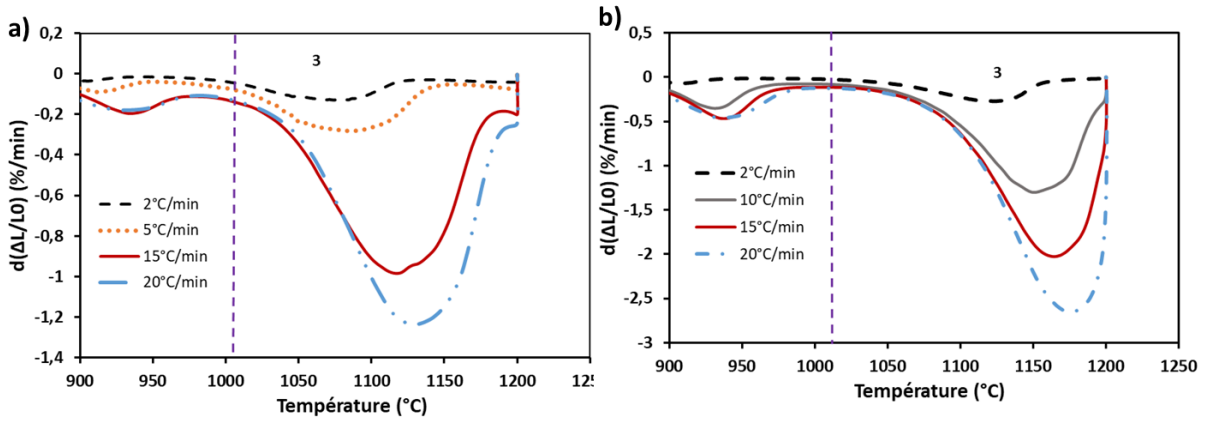 a)
0,2
0
-0,2
-0,4
-0,6
-0,8
-1
-1,2
-1,4
d(ΔL/L0) (%/min)
3
2°C/min
5°C/min
15°C/min
20°C/min
900 950 1000 1050 1100 1150 1200 1250
Température (°C)
b)
0,5
0
-0,5
-1
-1,5
-2
-2,5
-3
d(ΔL/L0) (%/min)
3
2°C/min
10°C/min
15°C/min
20°C/min
900 950 1000 1050 1100 1150 1200 1250
Température (°C)